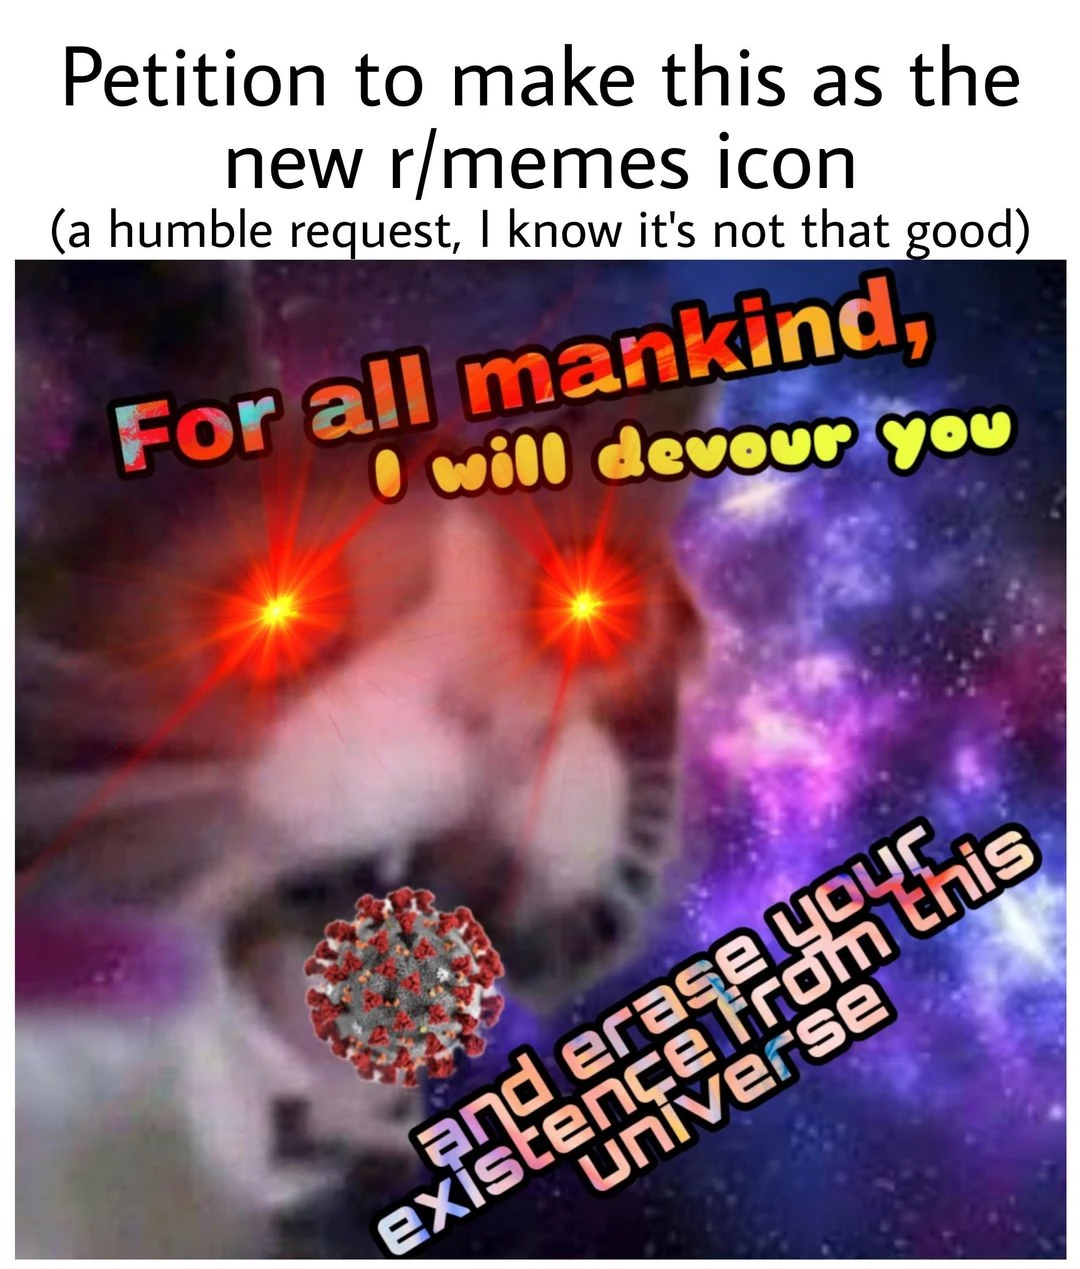 Petition to make this as the
new r/memes icon
(a humble request, I know it's not that good)
For all mankind,
I will devour you
and erase your
existence from this
universe